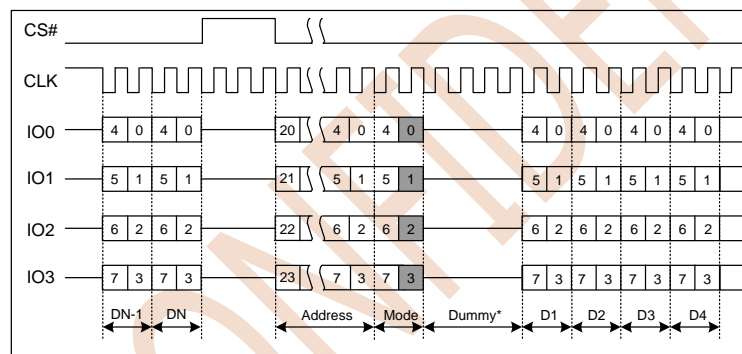 CS#
CLK
IO0 4 0 4 0 20 4 0 4 0 4 0 4 0 4 0 4 0
IO1 5 1 5 1 21 5 1 5 1 5 1 5 1 5 1 5 1
IO2 6 2 6 2 22 6 2 6 2 6 2 6 2 6 2 6 2
IO3 7 3 7 3 23 7 3 7 3 7 3 7 3 7 3 7 3
DN-1 DN Address Mode Dummy* D1 D2 D3 D4